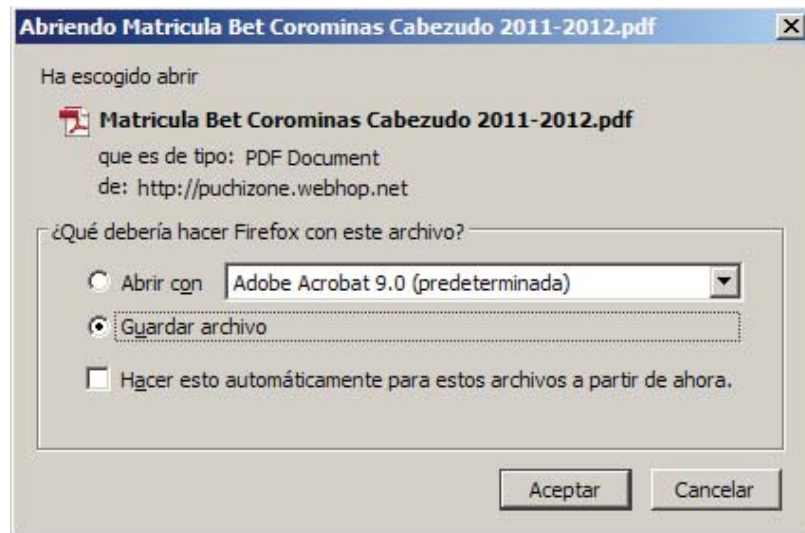 Abriendo Matricula Bet Corominas Cabezudo 2011-2012.pdf
Ha escogido abrir
Matricula Bet Corominas Cabezudo 2011-2012.pdf
que es de tipo: PDF Document
de: http://puchizone.webhop.net
¿Qué debería hacer Firefox con este archivo?
Abrir con Adobe Acrobat 9.0 (predeterminada)
Guardar archivo
Hacer esto automáticamente para estos archivos a partir de ahora.
Aceptar Cancelar